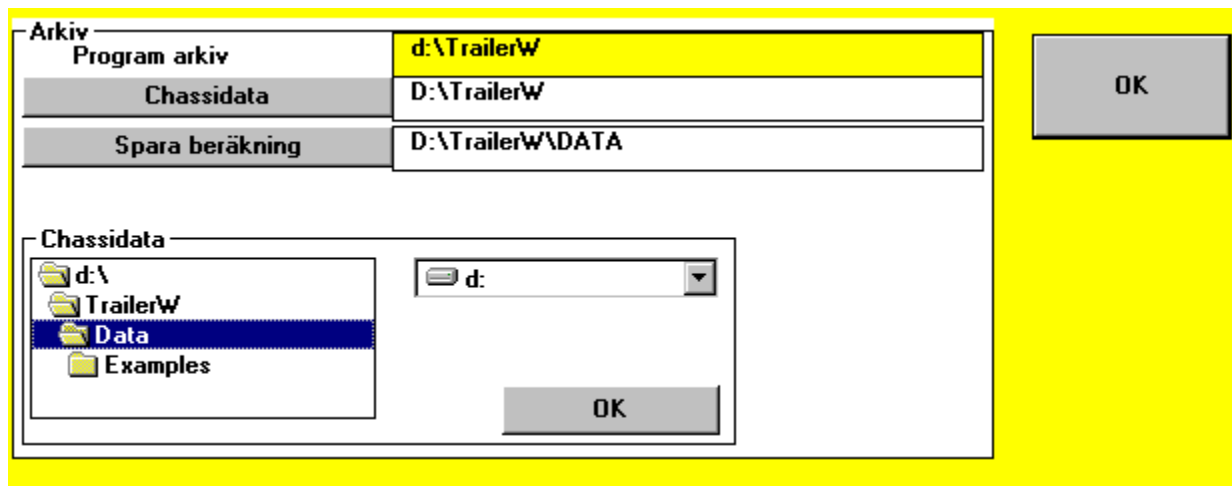 Arkiv
Program arkiv d:\TrailerW
Chassidata D:\TrailerW
OK
Spara beräkning D:\TrailerW\DATA
Chassidata
d:\ d:
TrailerW
Data
Examples
OK